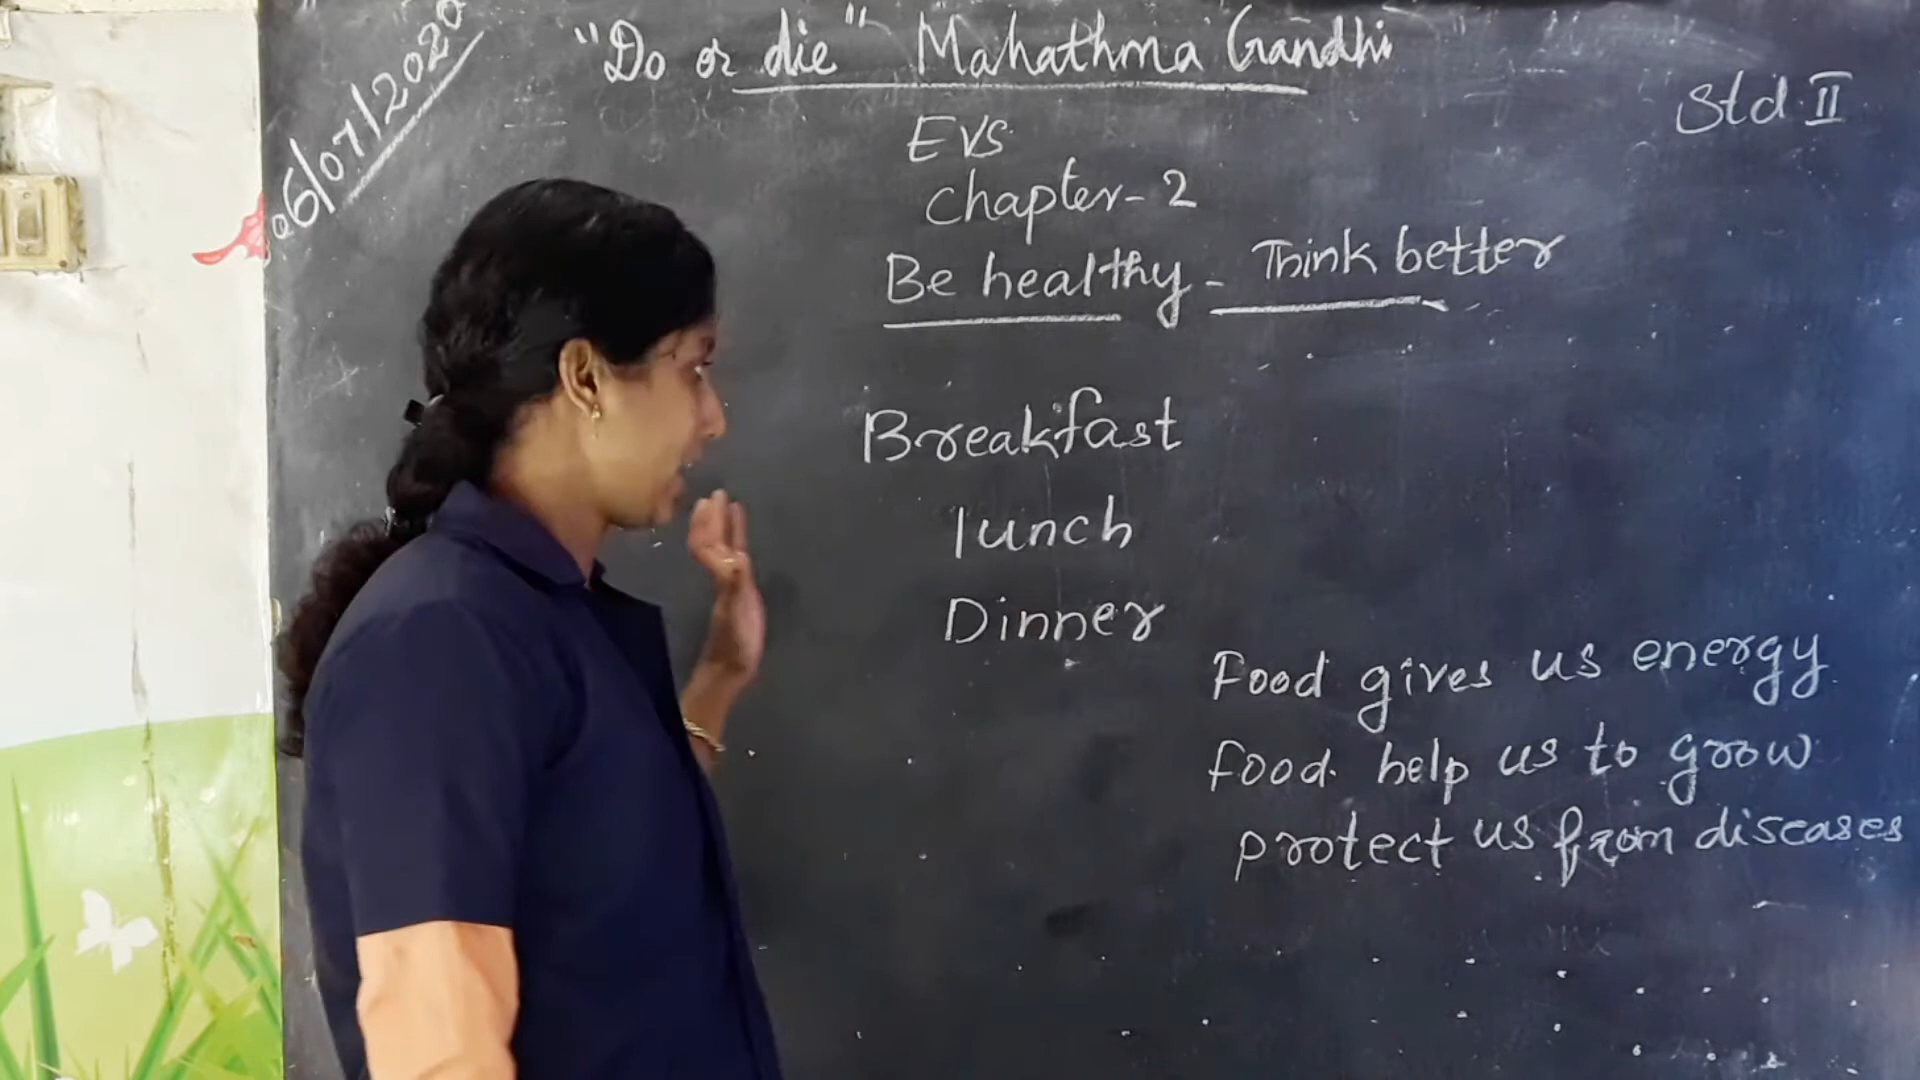 06/07/2020
"Do or die" Mahathma Gandhi
Std II
EVS
Chapter-2
Be healthy - Think better
Breakfast
lunch
Dinner
Food gives us energy
food. help us to grow
protect us from diseases